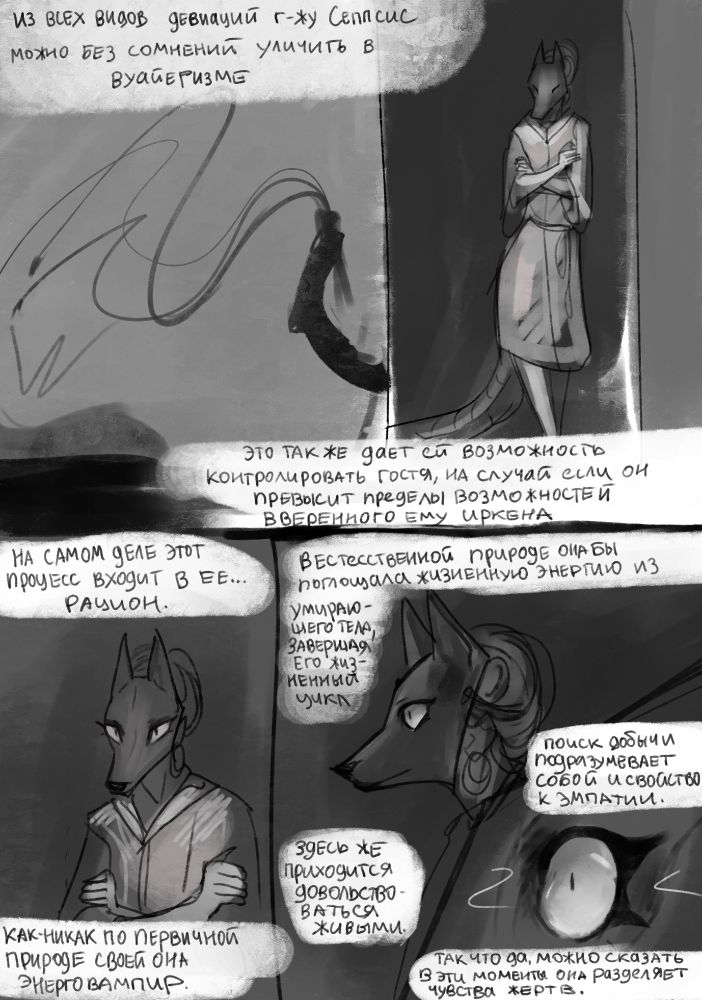 ИЗ ВСЕХ ВИДОВ ДЕВИАЦИЙ Г-ЖУ СЕПСИС
МОЖНО БЕЗ СОМНЕНИЙ УЛИЧИТЬ В
ВУАЙЕРИЗМЕ
ЭТО ТАК ЖЕ ДАЕТ ЕЙ ВОЗМОЖНОСТЬ
КОНТРОЛИРОВАТЬ ГОСТЯ, НА СЛУЧАЙ ЕСЛИ ОН
ПРЕВЫСИТ ПРЕДЕЛЫ ВОЗМОЖНОСТЕЙ
ВВЕРЕННОГО ЕМУ ИРКЕНА
НА САМОМ ДЕЛЕ ЭТОТ
ПРОЦЕСС ВХОДИТ В ЕЕ...
РАЦИОН.
КАК-НИКАК ПО ПЕРВИЧНОЙ
ПРИРОДЕ СВОЕЙ ОНА
ЭНЕРГОВАМПИР.
В ЕСТЕССТВЕННОЙ ПРИРОДЕ ОНА БЫ
ПОГЛОЩАЛА ЖИЗНЕННУЮ ЭНЕРГИЮ ИЗ
УМИРАЮ-
ЩЕГО ТЕЛА,
ЗАВЕРШАЯ
ЕГО ЖИЗ-
НЕННЫЙ
ЦИКЛ
ЗДЕСЬ ЖЕ
ПРИХОДИТСЯ
ДОВОЛЬСТВО-
ВАТЬСЯ
ЖИВЫМИ.
ПОИСК ДОБЫЧИ
ПОДРАЗУМЕВАЕТ
СОБОЙ И СВОЙСТВО
К ЭМПАТИИ.
ТАК ЧТО ДА, МОЖНО СКАЗАТЬ
В ЭТИ МОМЕНТЫ ОНА РАЗДЕЛЯЕТ
ЧУВСТВА ЖЕРТВ.